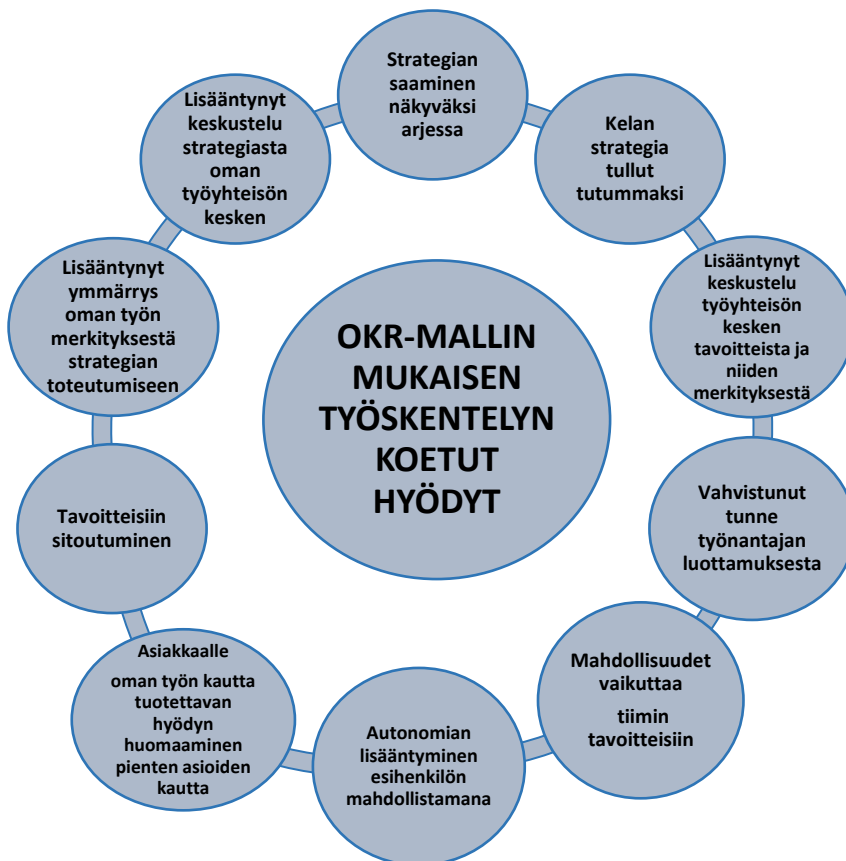 Strategian
saaminen
näkyväksi
arjessa
Kelan
strategia
tullut
tutummaksi
Lisääntynyt
keskustelu
työyhteisön
kesken
tavoitteista ja
niiden
merkityksestä
Vahvistunut
tunne
työnantajan
luottamuksesta
Mahdollisuudet
vaikuttaa
tiimin
tavoitteisiin
Autonomian
lisääntyminen
esihenkilön
mahdollistamana
Asiakkaalle
oman työn kautta
tuotettavan
hyödyn
huomaaminen
pienten asioiden
kautta
Tavoitteisiin
sitoutuminen
Lisääntynyt
ymmärrys
oman työn
merkityksestä
strategian
toteutumiseen
Lisääntynyt
keskustelu
strategiasta
oman
työyhteisön
kesken
OKR-MALLIN
MUKAISEN
TYÖSKENTELYN
KOETUT
HYÖDYT